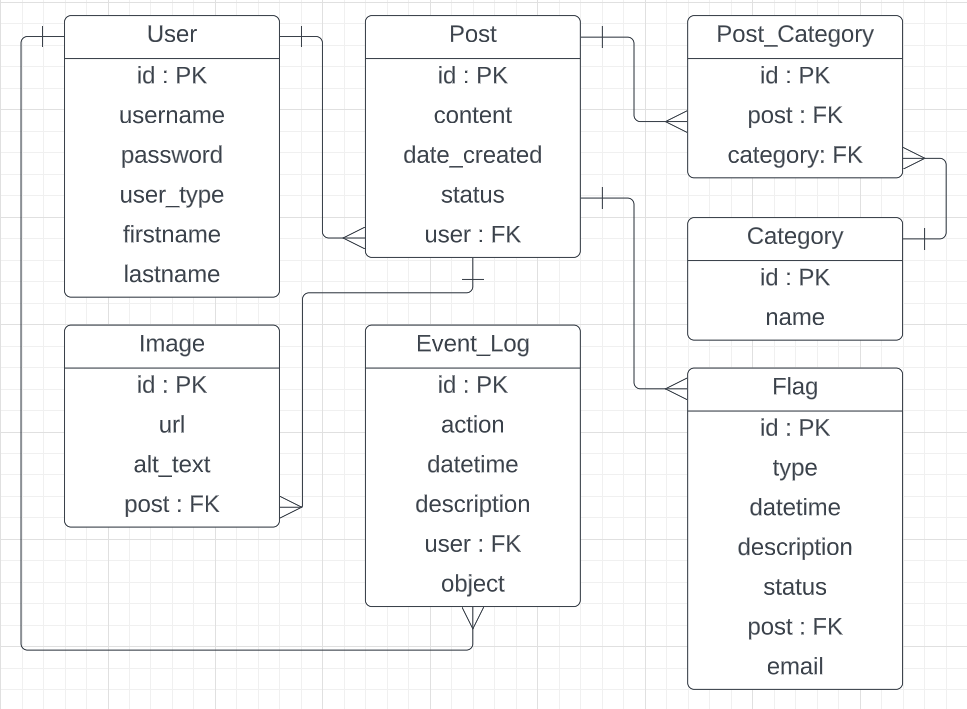 User
id : PK
username
password
user_type
firstname
lastname
Post
id : PK
content
date_created
status
user : FK
Post_Category
id : PK
post : FK
category: FK
Category
id : PK
name
Image
id : PK
url
alt_text
post : FK
Event_Log
id : PK
action
datetime
description
user : FK
object
Flag
id : PK
type
datetime
description
status
post : FK
email